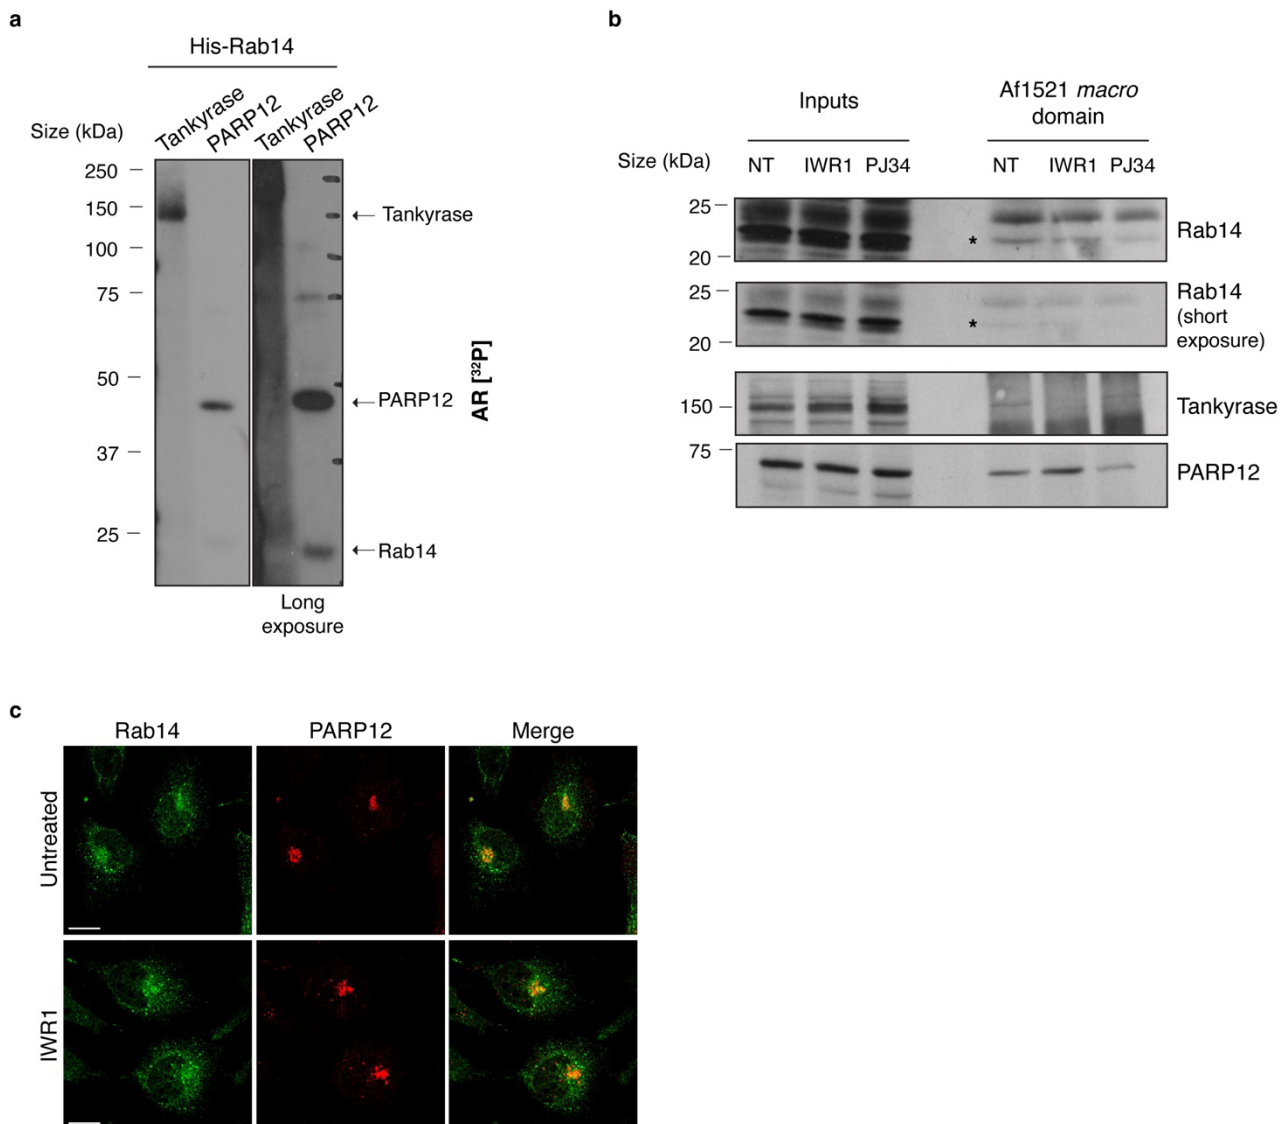 a
His-Rab14
Size (kDa)
Tankyrase
PARP12
Tankyrase
PARP12
250
150
100
75
50
37
25
Tankyrase
PARP12
Rab14
AR [³²P]
Long
exposure
b
Inputs
Af1521 macro
domain
Size (kDa)
NT IWR1 PJ34 NT IWR1 PJ34
25
20
*
Rab14
25
20
*
Rab14
(short
exposure)
150
Tankyrase
75
PARP12
c
Rab14 PARP12 Merge
Untreated
IWR1